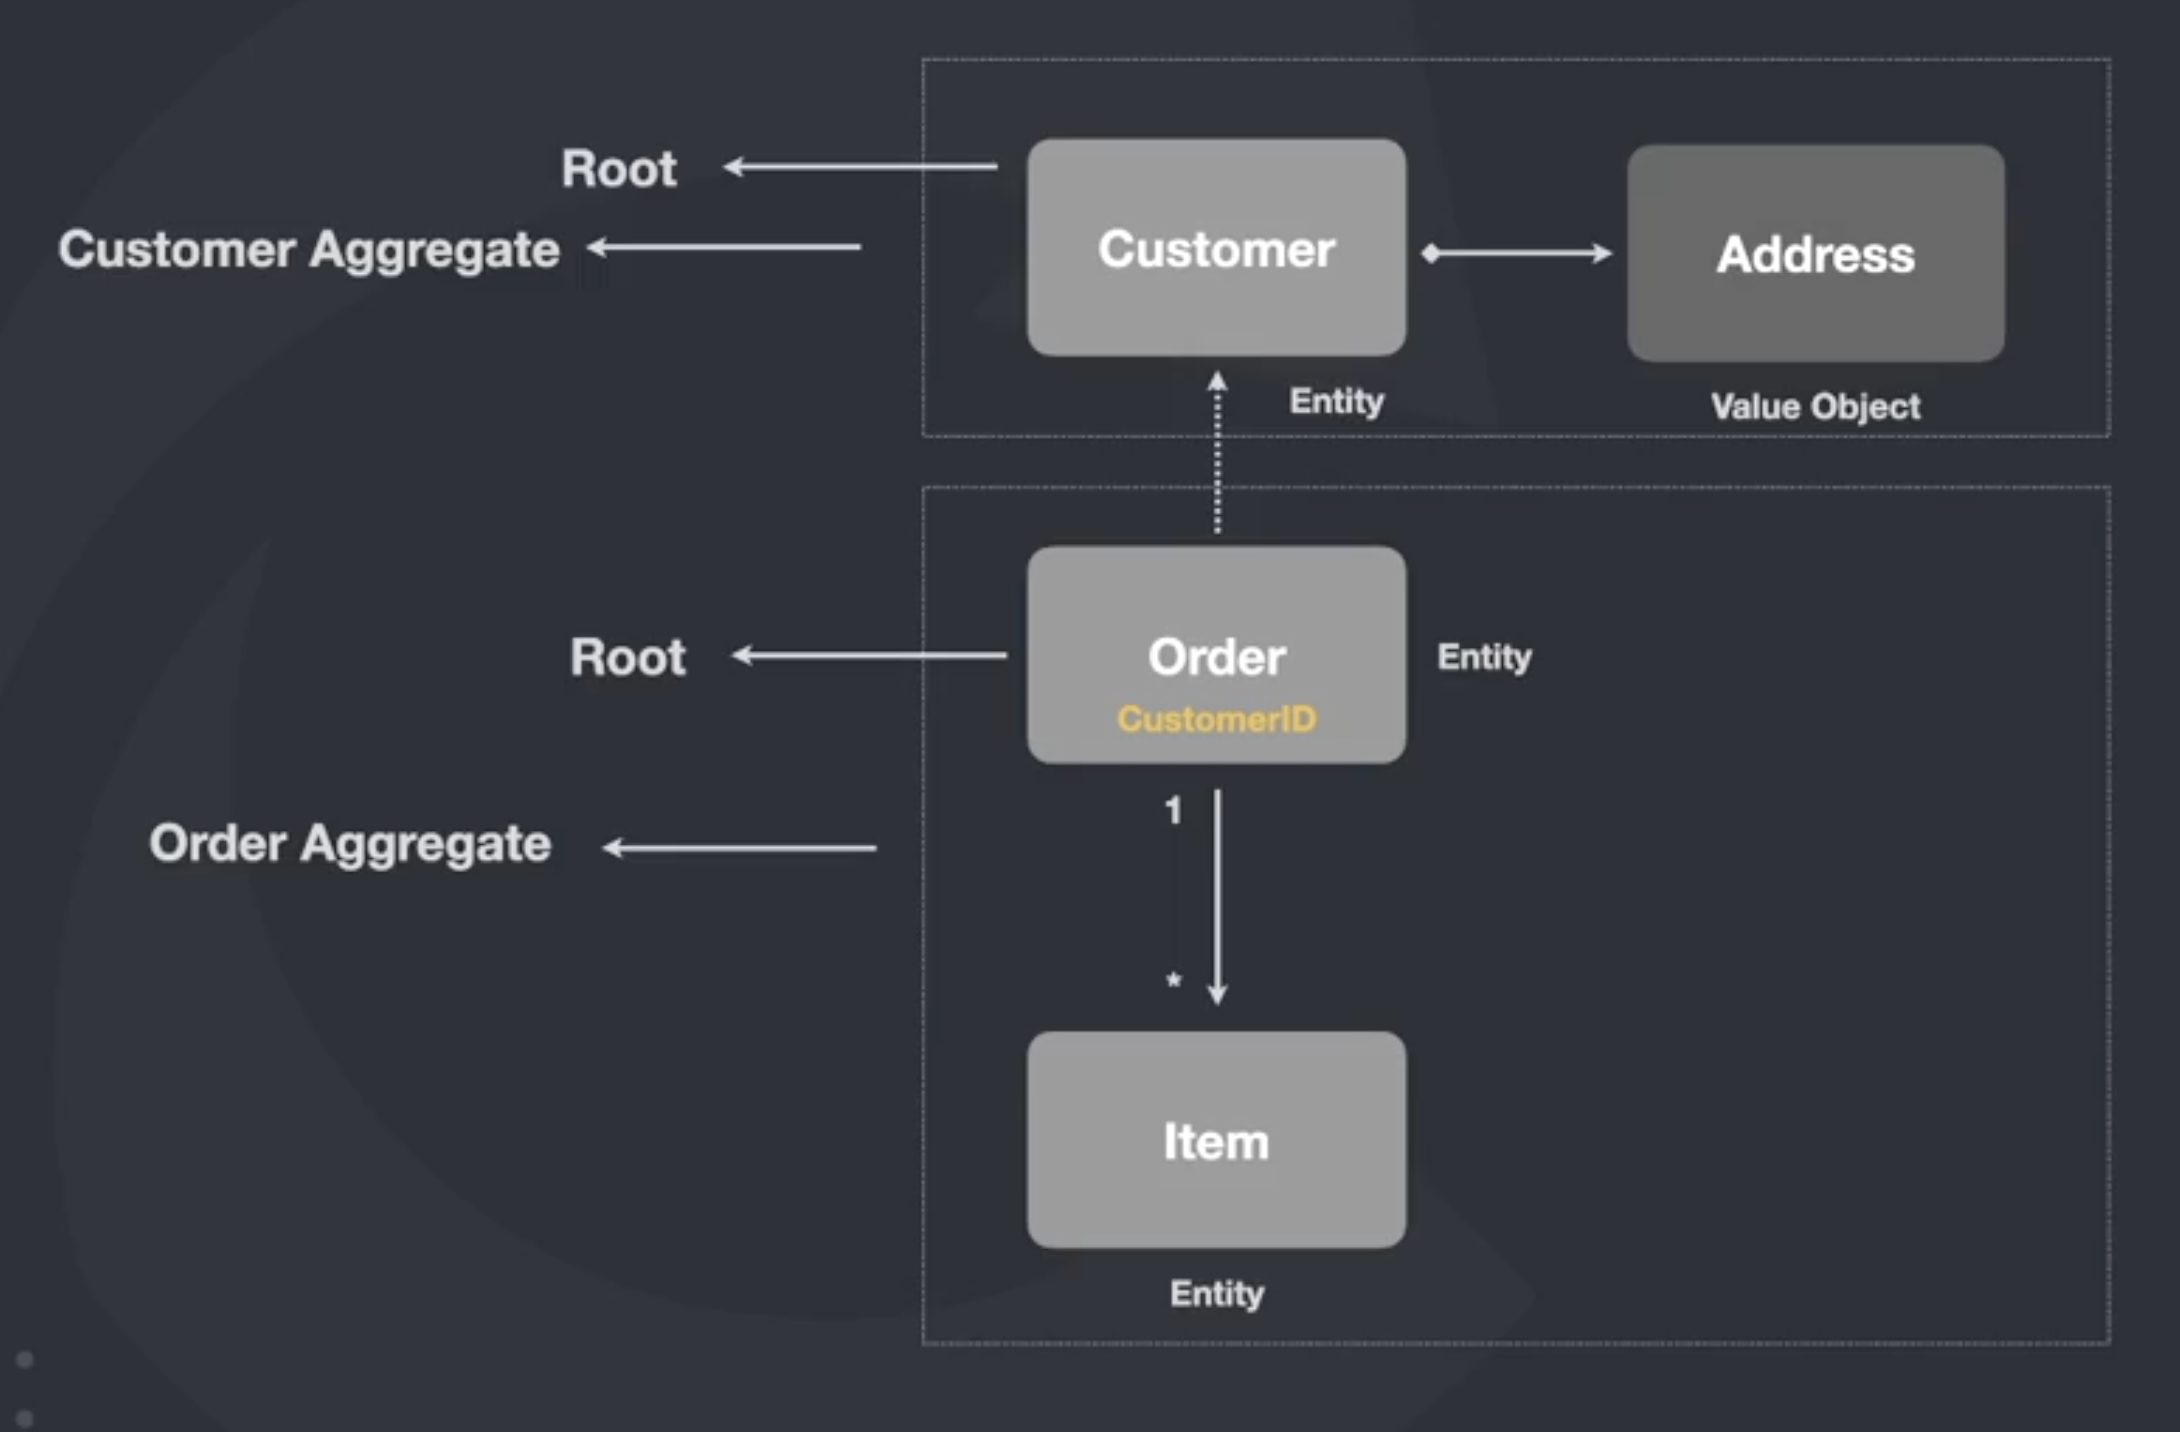 Root
Customer Aggregate
Customer
Address
Entity
Value Object
Root
Order
CustomerID
Entity
1
Order Aggregate
*
Item
Entity